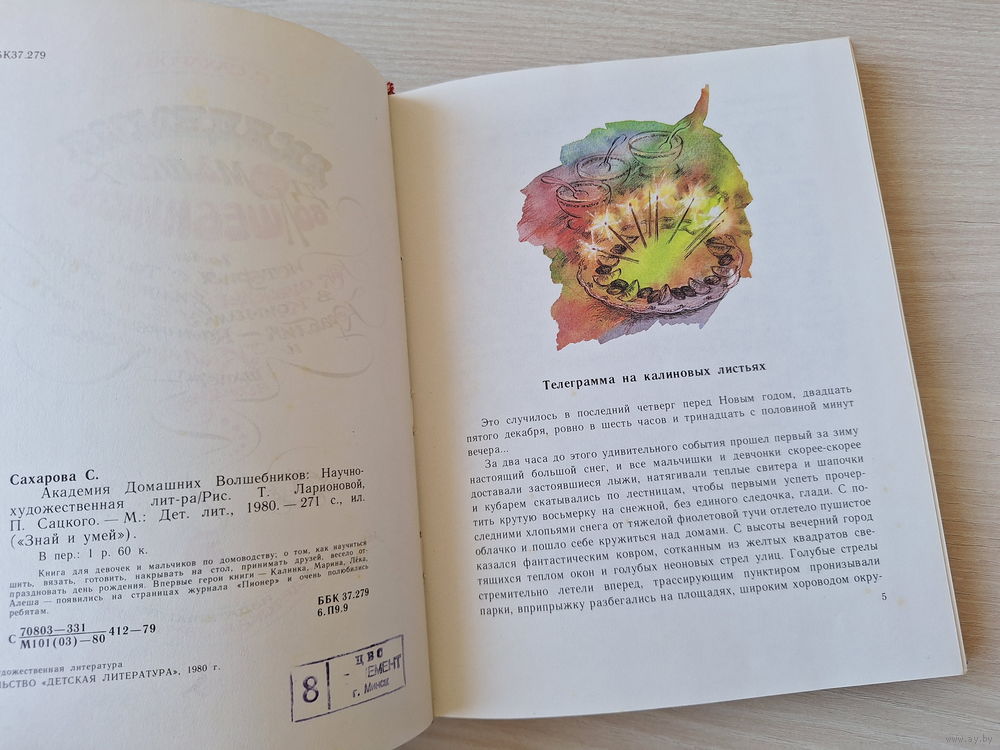 БК37.279
Сахарова С.
Академия Домашних Волшебников: Научно-
художественная лит-ра/Рис. Т. Ларионовой,
П. Сацкого. — М.: Дет. лит., 1980. — 271 с., ил.
(«Знай и умей»).
В пер.: 1 р. 60 к.
Книга для девочек и мальчиков по домоводству; о том, как научиться
шить, вязать, готовить, накрывать на стол, принимать друзей, весело от-
праздновать день рождения. Впервые герои книги — Калинка, Марина, Лёка,
Алеша — появились на страницах журнала «Пионер» и очень полюбились
ребятам.
С 70803—331
М101(03)—80 412—79
ББК 37.279
6. П9.9
удожественная литература
ЛЬСТВО «ДЕТСКАЯ ЛИТЕРАТУРА», 1980 г.
8
ЦВС
ЕМЕНТ
г. Минск
Телеграмма на калиновых листьях
Это случилось в последний четверг перед Новым годом, двадцать
пятого декабря, ровно в шесть часов и тринадцать с половиной минут
вечера...
За два часа до этого удивительного события прошел первый за зиму
настоящий большой снег, и все мальчишки и девчонки скорее-скорее
доставали застоявшиеся лыжи, натягивали теплые свитера и шапочки
и кубарем скатывались по лестницам, чтобы первыми успеть прочер-
тить крутую восьмерку на снежной, без единого следочка, глади. С по-
следними хлопьями снега от тяжелой фиолетовой тучи отлетело пушистое
облачко и пошло себе кружиться над домами. С высоты вечерний город
казался фантастическим ковром, сотканным из желтых квадратов све-
тящихся теплом окон и голубых неоновых стрел улиц. Голубые стрелы
стремительно летели вперед, трассирующим пунктиром пронизывали
парки, вприпрыжку разбегались на площадях, широким хороводом окру-
5
www.ay.by